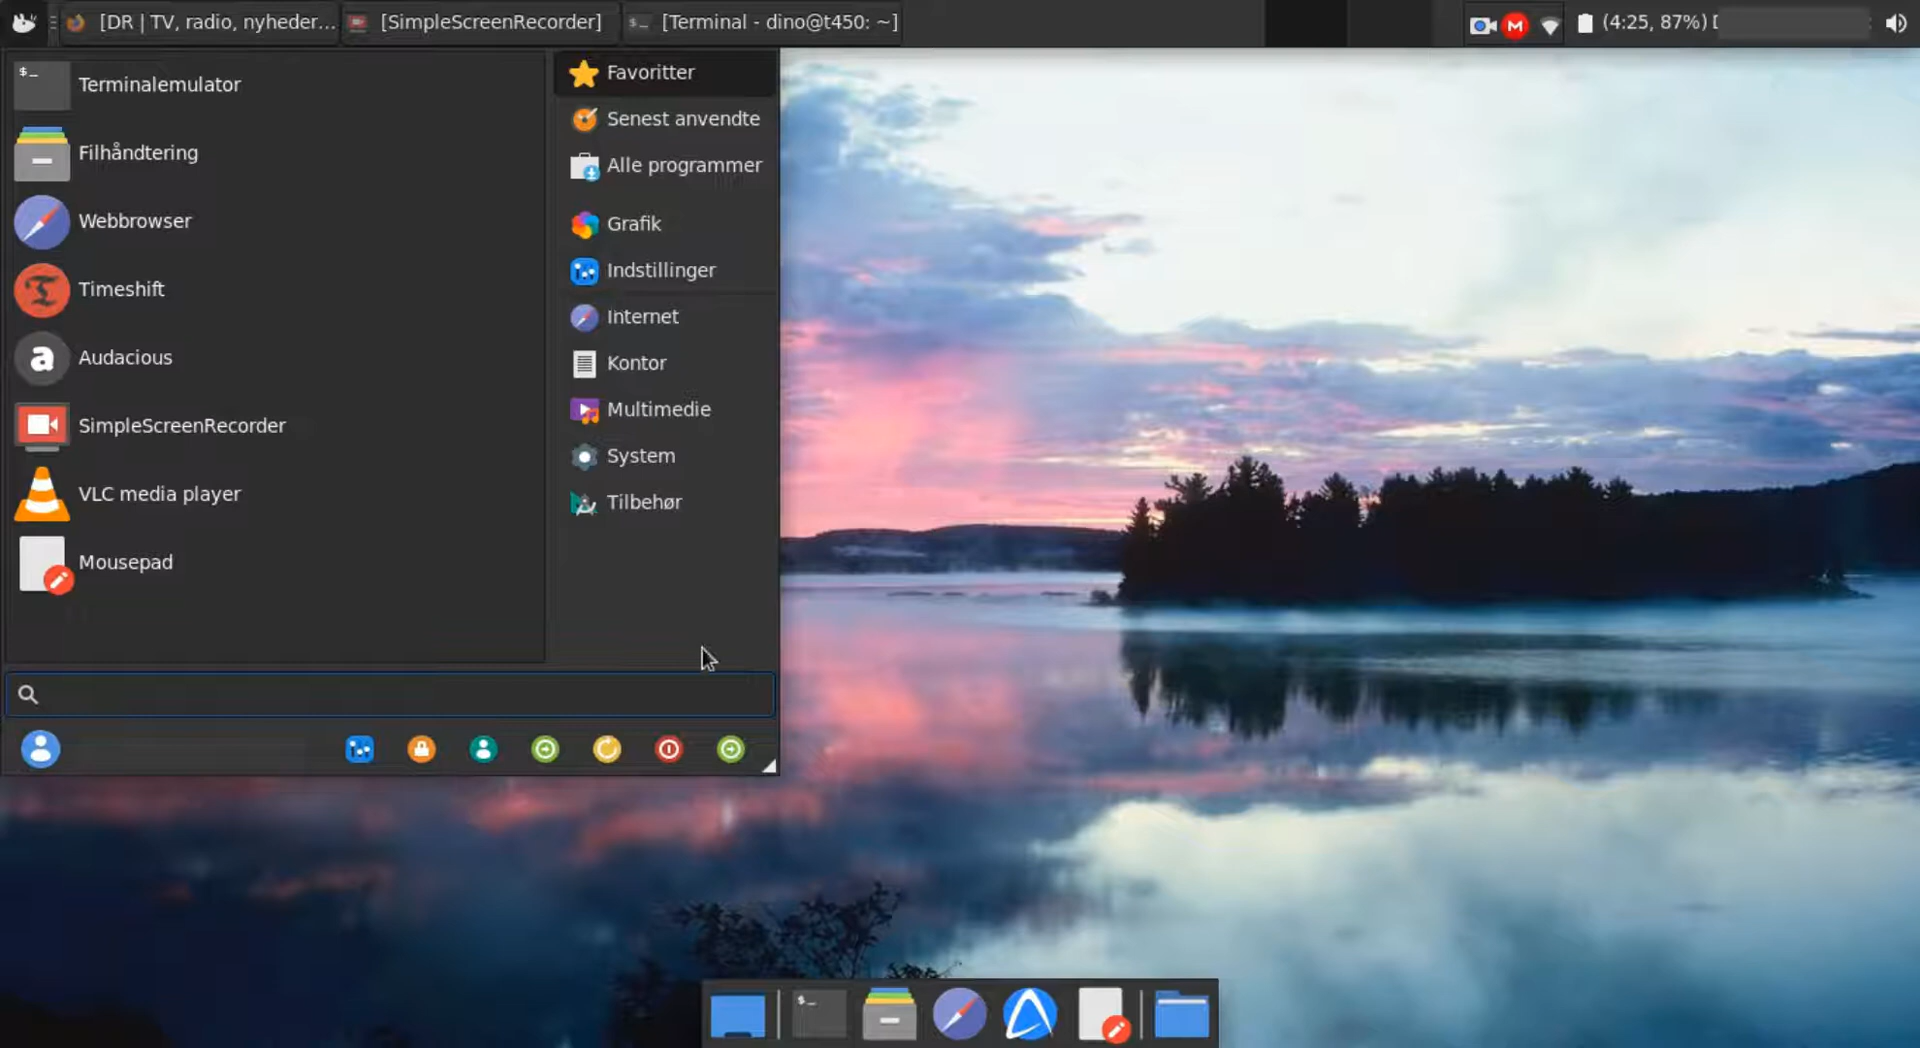 [DR | TV, radio, nyheder...
[SimpleScreenRecorder]
[Terminal - dino@t450: ~]
M
(4:25, 87%)
$_
Terminalemulator
Filhåndtering
Webbrowser
Timeshift
Audacious
SimpleScreenRecorder
VLC media player
Mousepad
Favoritter
Senest anvendte
Alle programmer
Grafik
Indstillinger
Internet
Kontor
Multimedie
System
Tilbehør
$_